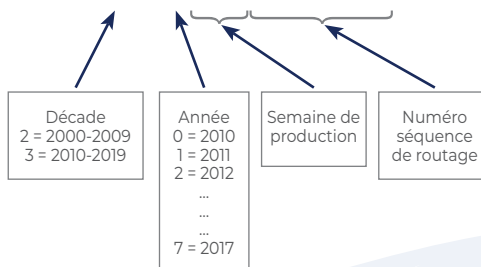 Décade
2 = 2000-2009
3 = 2010-2019
Année
0 = 2010
1 = 2011
2 = 2012
...
...
...
7 = 2017
Semaine de
production
Numéro
séquence
de routage